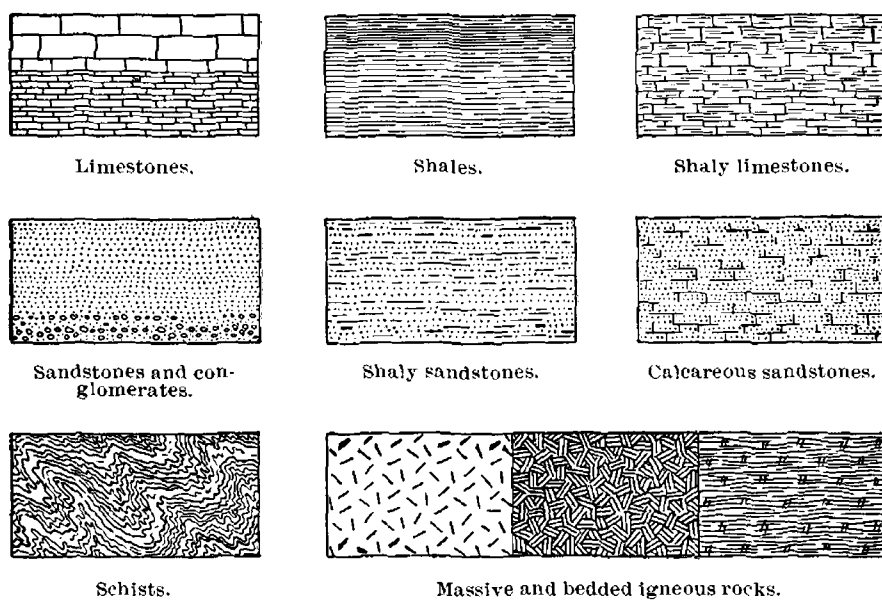 Limestones.
Shales.
Shaly limestones.
Sandstones and con-
glomerates.
Shaly sandstones.
Calcareous sandstones.
Schists.
Massive and bedded igneous rocks.